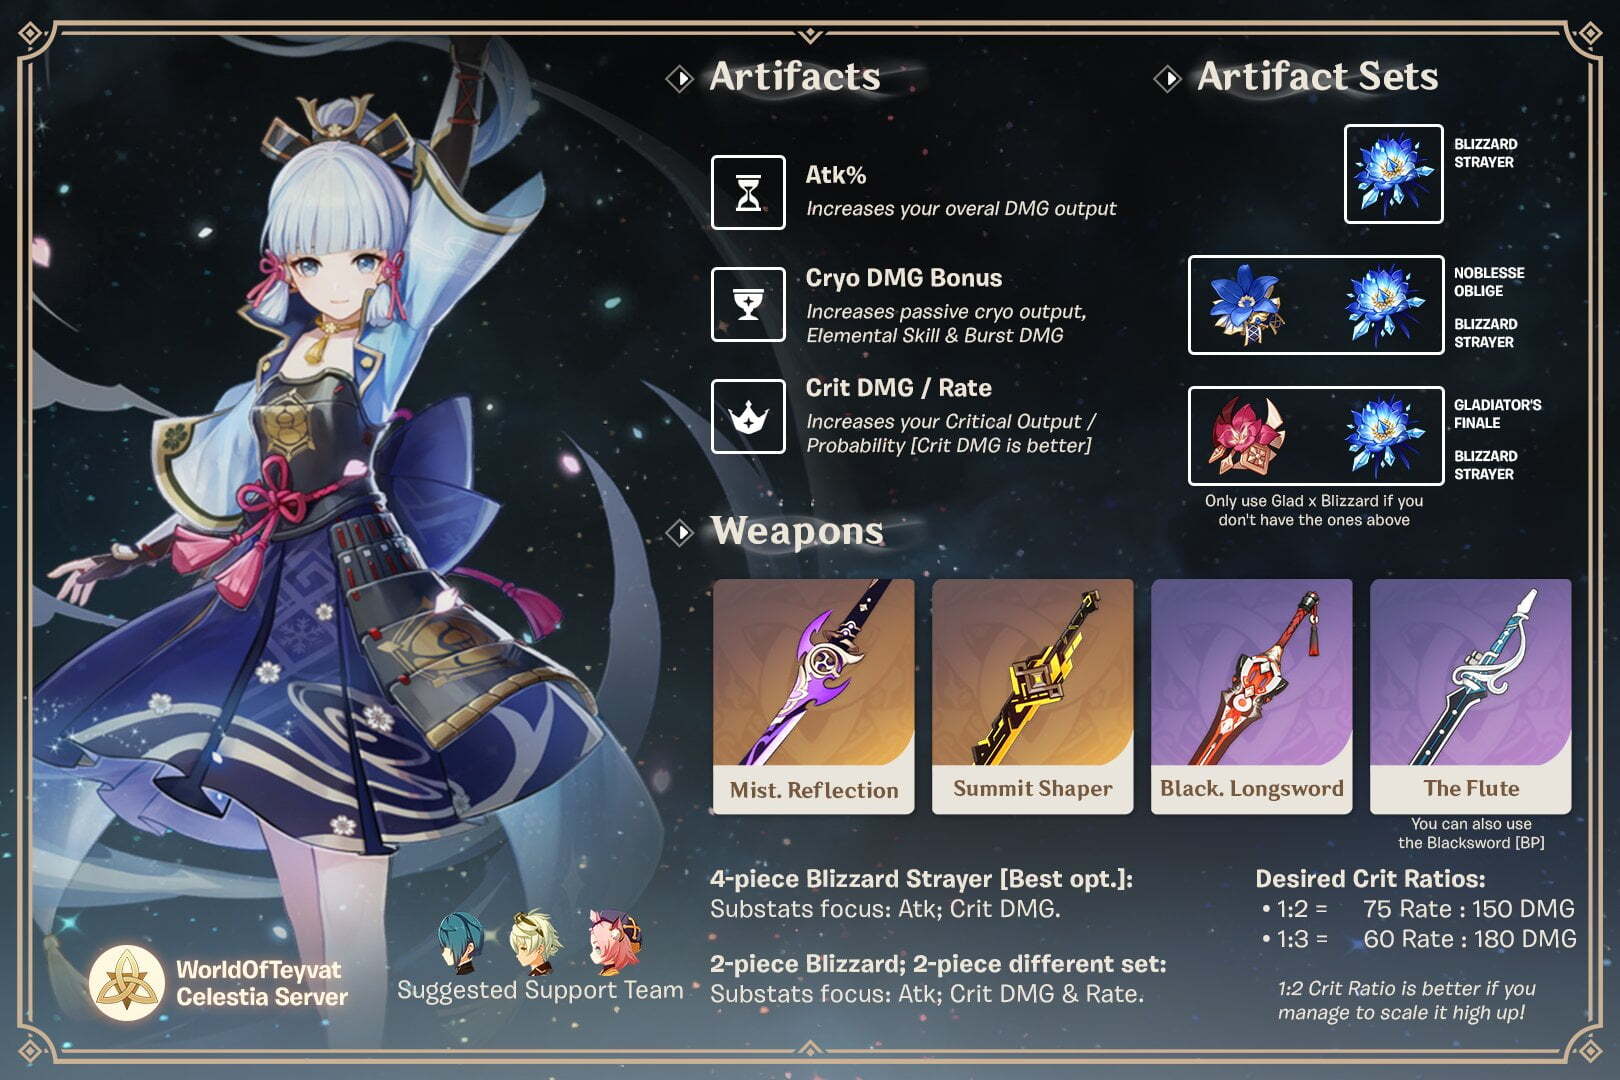 Artifacts
Atk%
Increases your overal DMG output
Cryo DMG Bonus
Increases passive cryo output,
Elemental Skill & Burst DMG
Crit DMG / Rate
Increases your Critical Output /
Probability [Crit DMG is better]
Artifact Sets
BLIZZARD
STRAYER
NOBLESSE
OBLIGE
BLIZZARD
STRAYER
GLADIATOR'S
FINALE
BLIZZARD
STRAYER
Only use Glad x Blizzard if you
don't have the ones above
Weapons
Mist. Reflection
Summit Shaper
Black. Longsword
The Flute
You can also use
the Blacksword [BP]
4-piece Blizzard Strayer [Best opt.]:
Substats focus: Atk; Crit DMG.
2-piece Blizzard; 2-piece different set:
Substats focus: Atk; Crit DMG & Rate.
Desired Crit Ratios:
• 1:2 = 75 Rate : 150 DMG
• 1:3 = 60 Rate : 180 DMG
1:2 Crit Ratio is better if you
manage to scale it high up!
WorldOfTeyvat
Celestia Server
Suggested Support Team